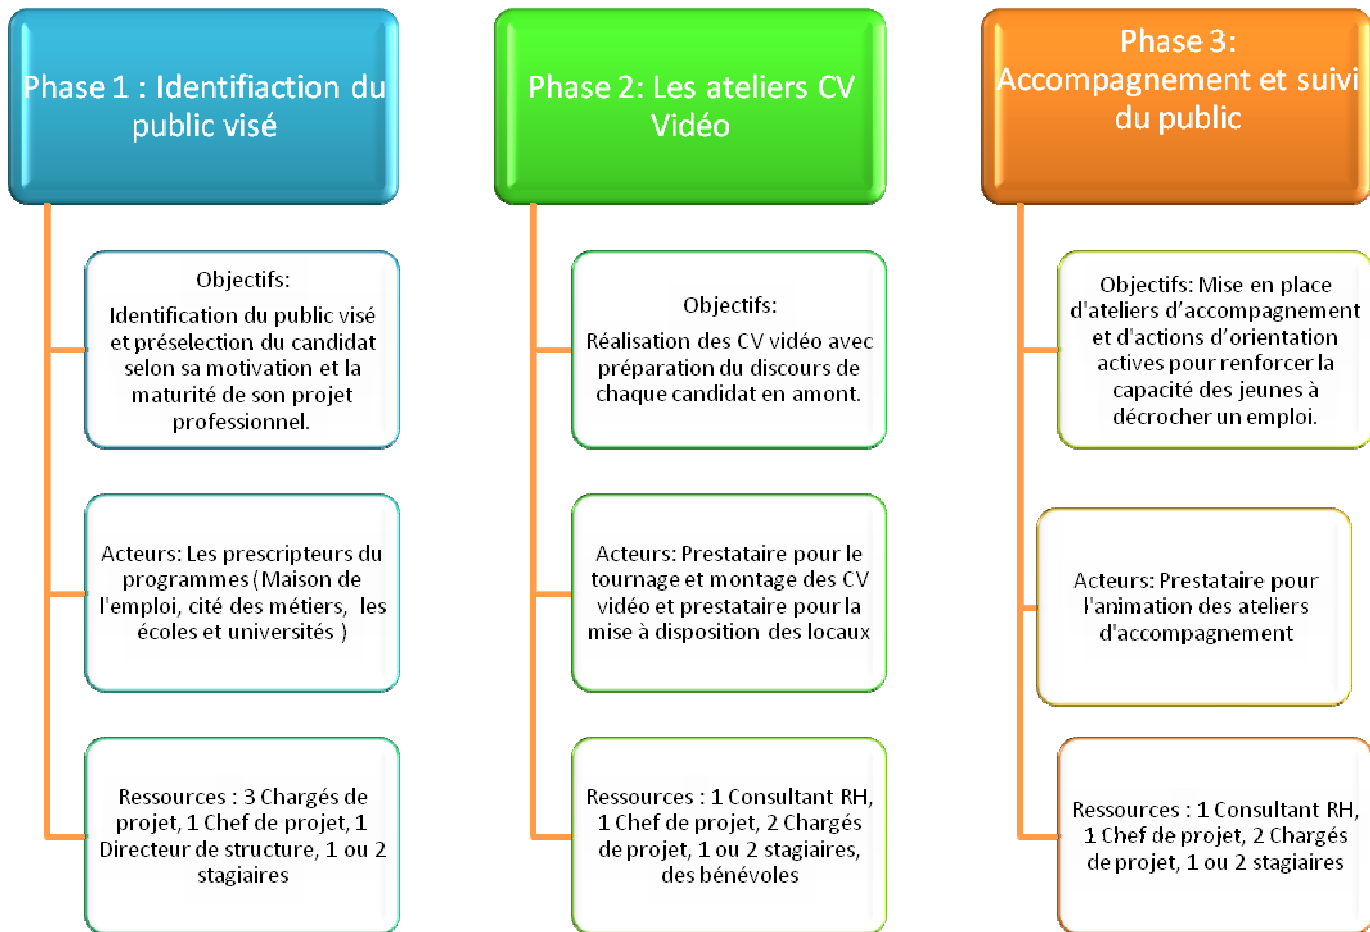 Phase 1 : Identifiaction du
public visé
Objectifs:
Identification du public visé
et présélection du candidat
selon sa motivation et la
maturité de son projet
professionnel.
Acteurs: Les prescripteurs du
programmes ( Maison de
l'emploi, cité des métiers, les
écoles et universités )
Ressources : 3 Chargés de
projet, 1 Chef de projet, 1
Directeur de structure, 1 ou 2
stagiaires
Phase 2: Les ateliers CV
Vidéo
Objectifs:
Réalisation des CV vidéo avec
préparation du discours de
chaque candidat en amont.
Acteurs: Prestataire pour le
tournage et montage des CV
vidéo et prestataire pour la
mise à disposition des locaux
Ressources : 1 Consultant RH,
1 Chef de projet, 2 Chargés
de projet, 1 ou 2 stagiaires,
des bénévoles
Phase 3:
Accompagnement et suivi
du public
Objectifs: Mise en place
d'ateliers d’accompagnement
et d'actions d’orientation
actives pour renforcer la
capacité des jeunes à
décrocher un emploi.
Acteurs: Prestataire pour
l'animation des ateliers
d'accompagnement
Ressources : 1 Consultant RH,
1 Chef de projet, 2 Chargés
de projet, 1 ou 2 stagiaires